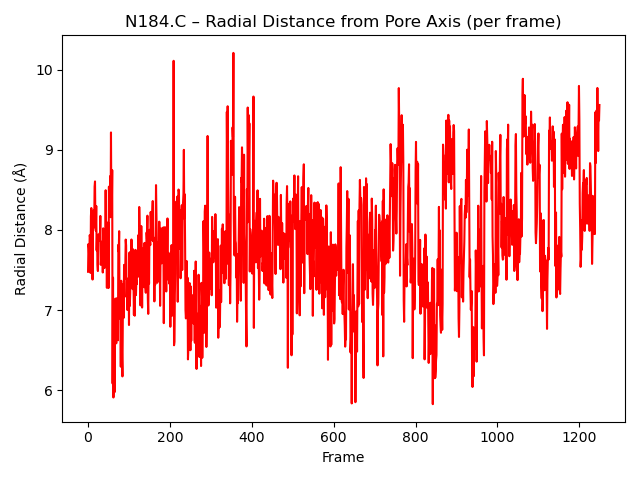 N184.C – Radial Distance from Pore Axis (per frame)
Radial Distance (Å)
10
9
8
7
6
0 200 400 600 800 1000 1200
Frame